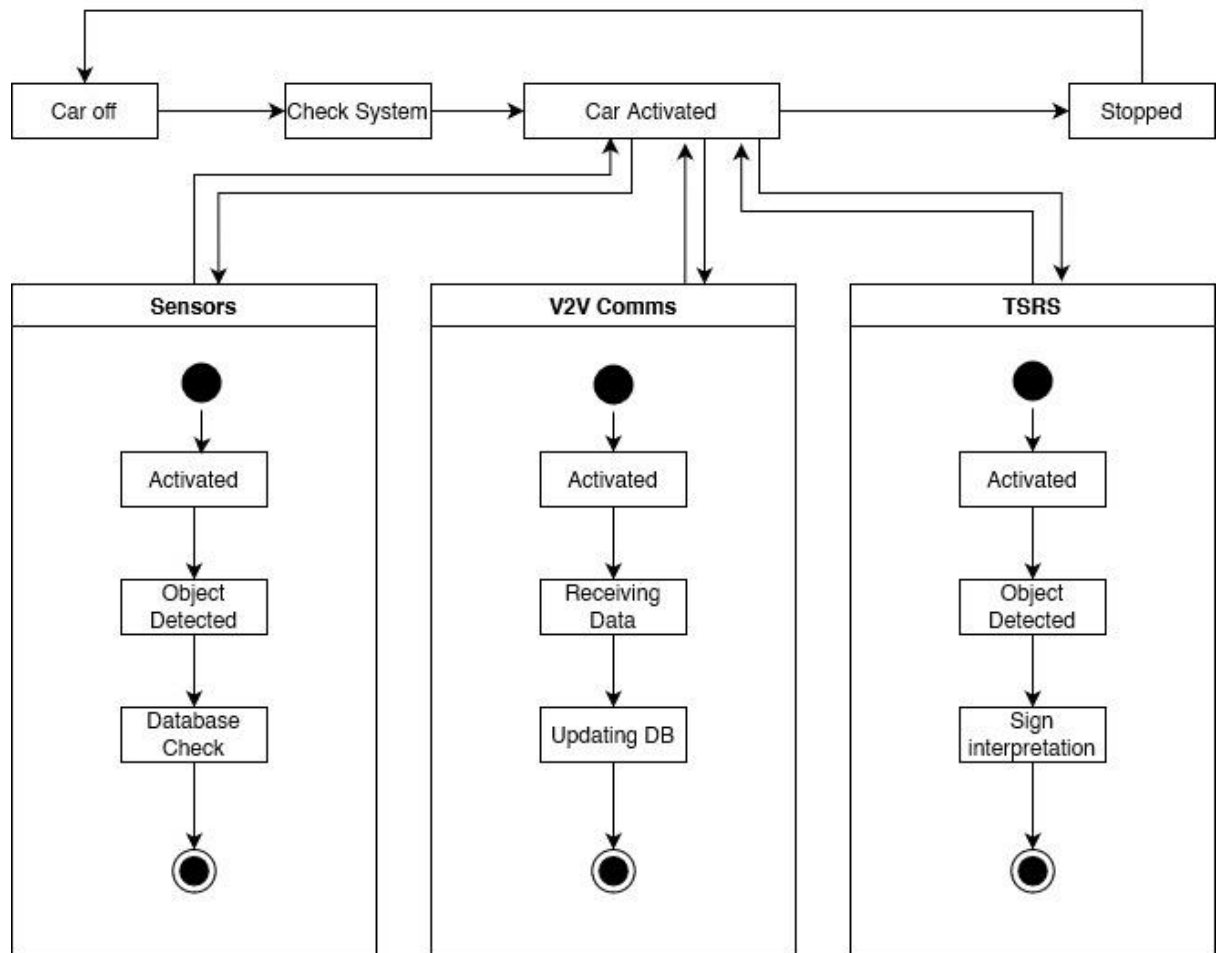 Car off
Check System
Car Activated
Stopped
Sensors
V2V Comms
TSRS
Activated
Activated
Activated
Object
Detected
Receiving
Data
Object
Detected
Database
Check
Updating DB
Sign
interpretation